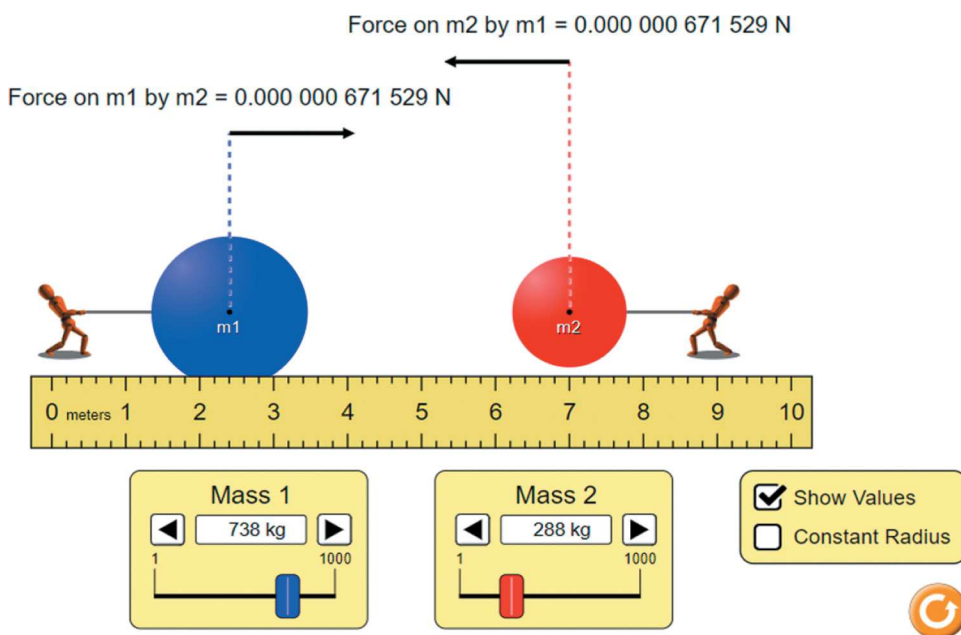 Force on m2 by m1 = 0.000 000 671 529 N
Force on m1 by m2 = 0.000 000 671 529 N
m1
m2
0 meters 1 2 3 4 5 6 7 8 9 10
Mass 1
738 kg
1 1000
Mass 2
288 kg
1 1000
Show Values
Constant Radius